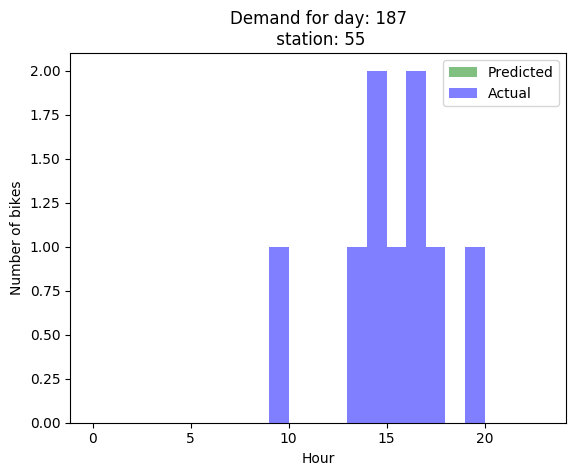 Demand for day: 187
station: 55
Predicted
Actual
2.00
1.75
1.50
1.25
1.00
0.75
0.50
0.25
0.00
Number of bikes
0 5 10 15 20
Hour